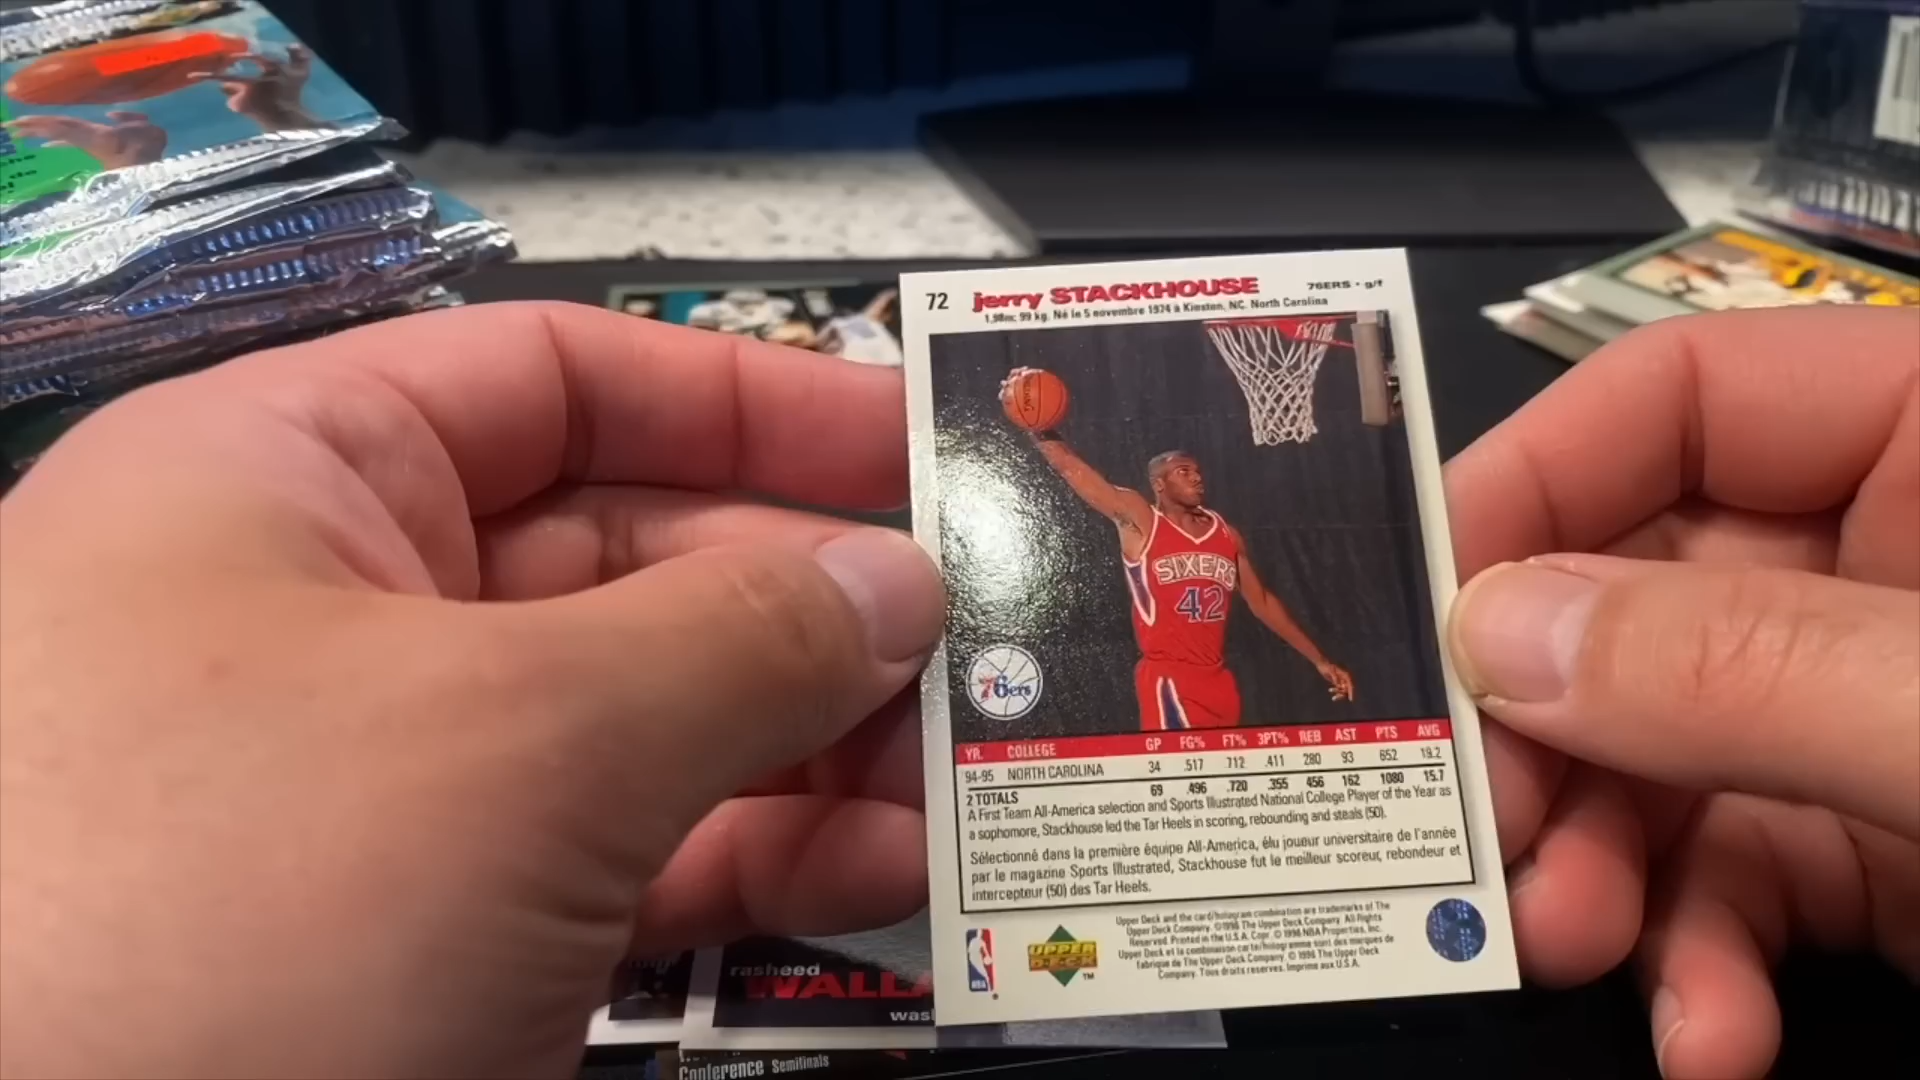 72 jerry STACKHOUSE 76ERS • g/f
1,98m; 99 kg. Né le 5 novembre 1974 à Kinston, NC. North Carolina
SPALDING
SIXERS
42
76ers
YR. COLLEGE GP FG% FT% 3PT% REB AST PTS AVG
94-95 NORTH CAROLINA 34 .517 .712 .411 280 93 652 19.2
2 TOTALS 69 .496 .720 .355 456 162 1080 15.7
A First Team All-America selection and Sports Illustrated National College Player of the Year as
a sophomore, Stackhouse led the Tar Heels in scoring, rebounding and steals (50).
Sélectionné dans la première équipe All-America, élu joueur universitaire de l'année
par le magazine Sports Illustrated, Stackhouse fut le meilleur scoreur, rebondeur et
intercepteur (50) des Tar Heels.
Upper Deck and the card/hologram combination are trademarks of The
Upper Deck Company. © 1996 The Upper Deck Company. All Rights
Reserved. Printed in the U.S.A. Copr. © 1996 NBA Properties, Inc.
Upper Deck et la combinaison carte/hologramme sont des marques de
fabrique de The Upper Deck Company. © 1996 The Upper Deck
Company. Tous droits reserves. Imprime aux U.S.A.
NBA
UPPER
DECK
TM
rasheed
WALLA
was
Conference Semifinals